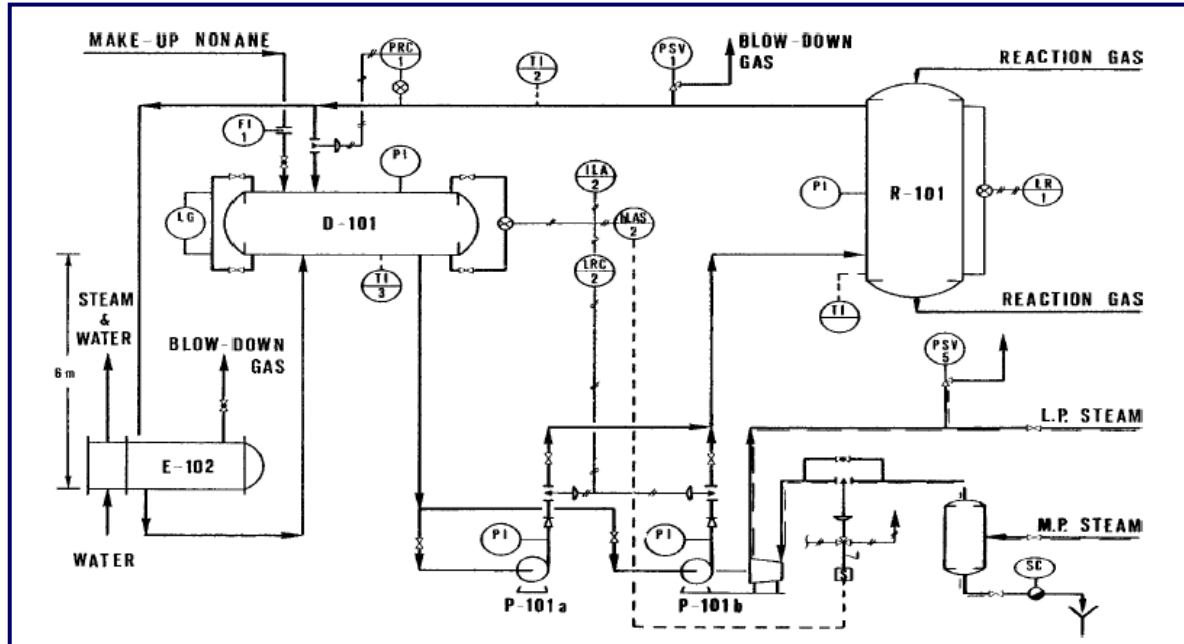 MAKE-UP NONANE
PRC
1
TI
2
PSV
1
BLOW-DOWN
GAS
REACTION GAS
FI
1
PI
ILA
2
hLAS
2
LG
D-101
PI
R-101
LR
1
TI
3
LRC
2
TI
REACTION GAS
STEAM
&
WATER
BLOW-DOWN
GAS
6m
PSV
5
L.P. STEAM
E-102
M.P. STEAM
WATER
PI
PI
S
SC
P-101a
P-101b